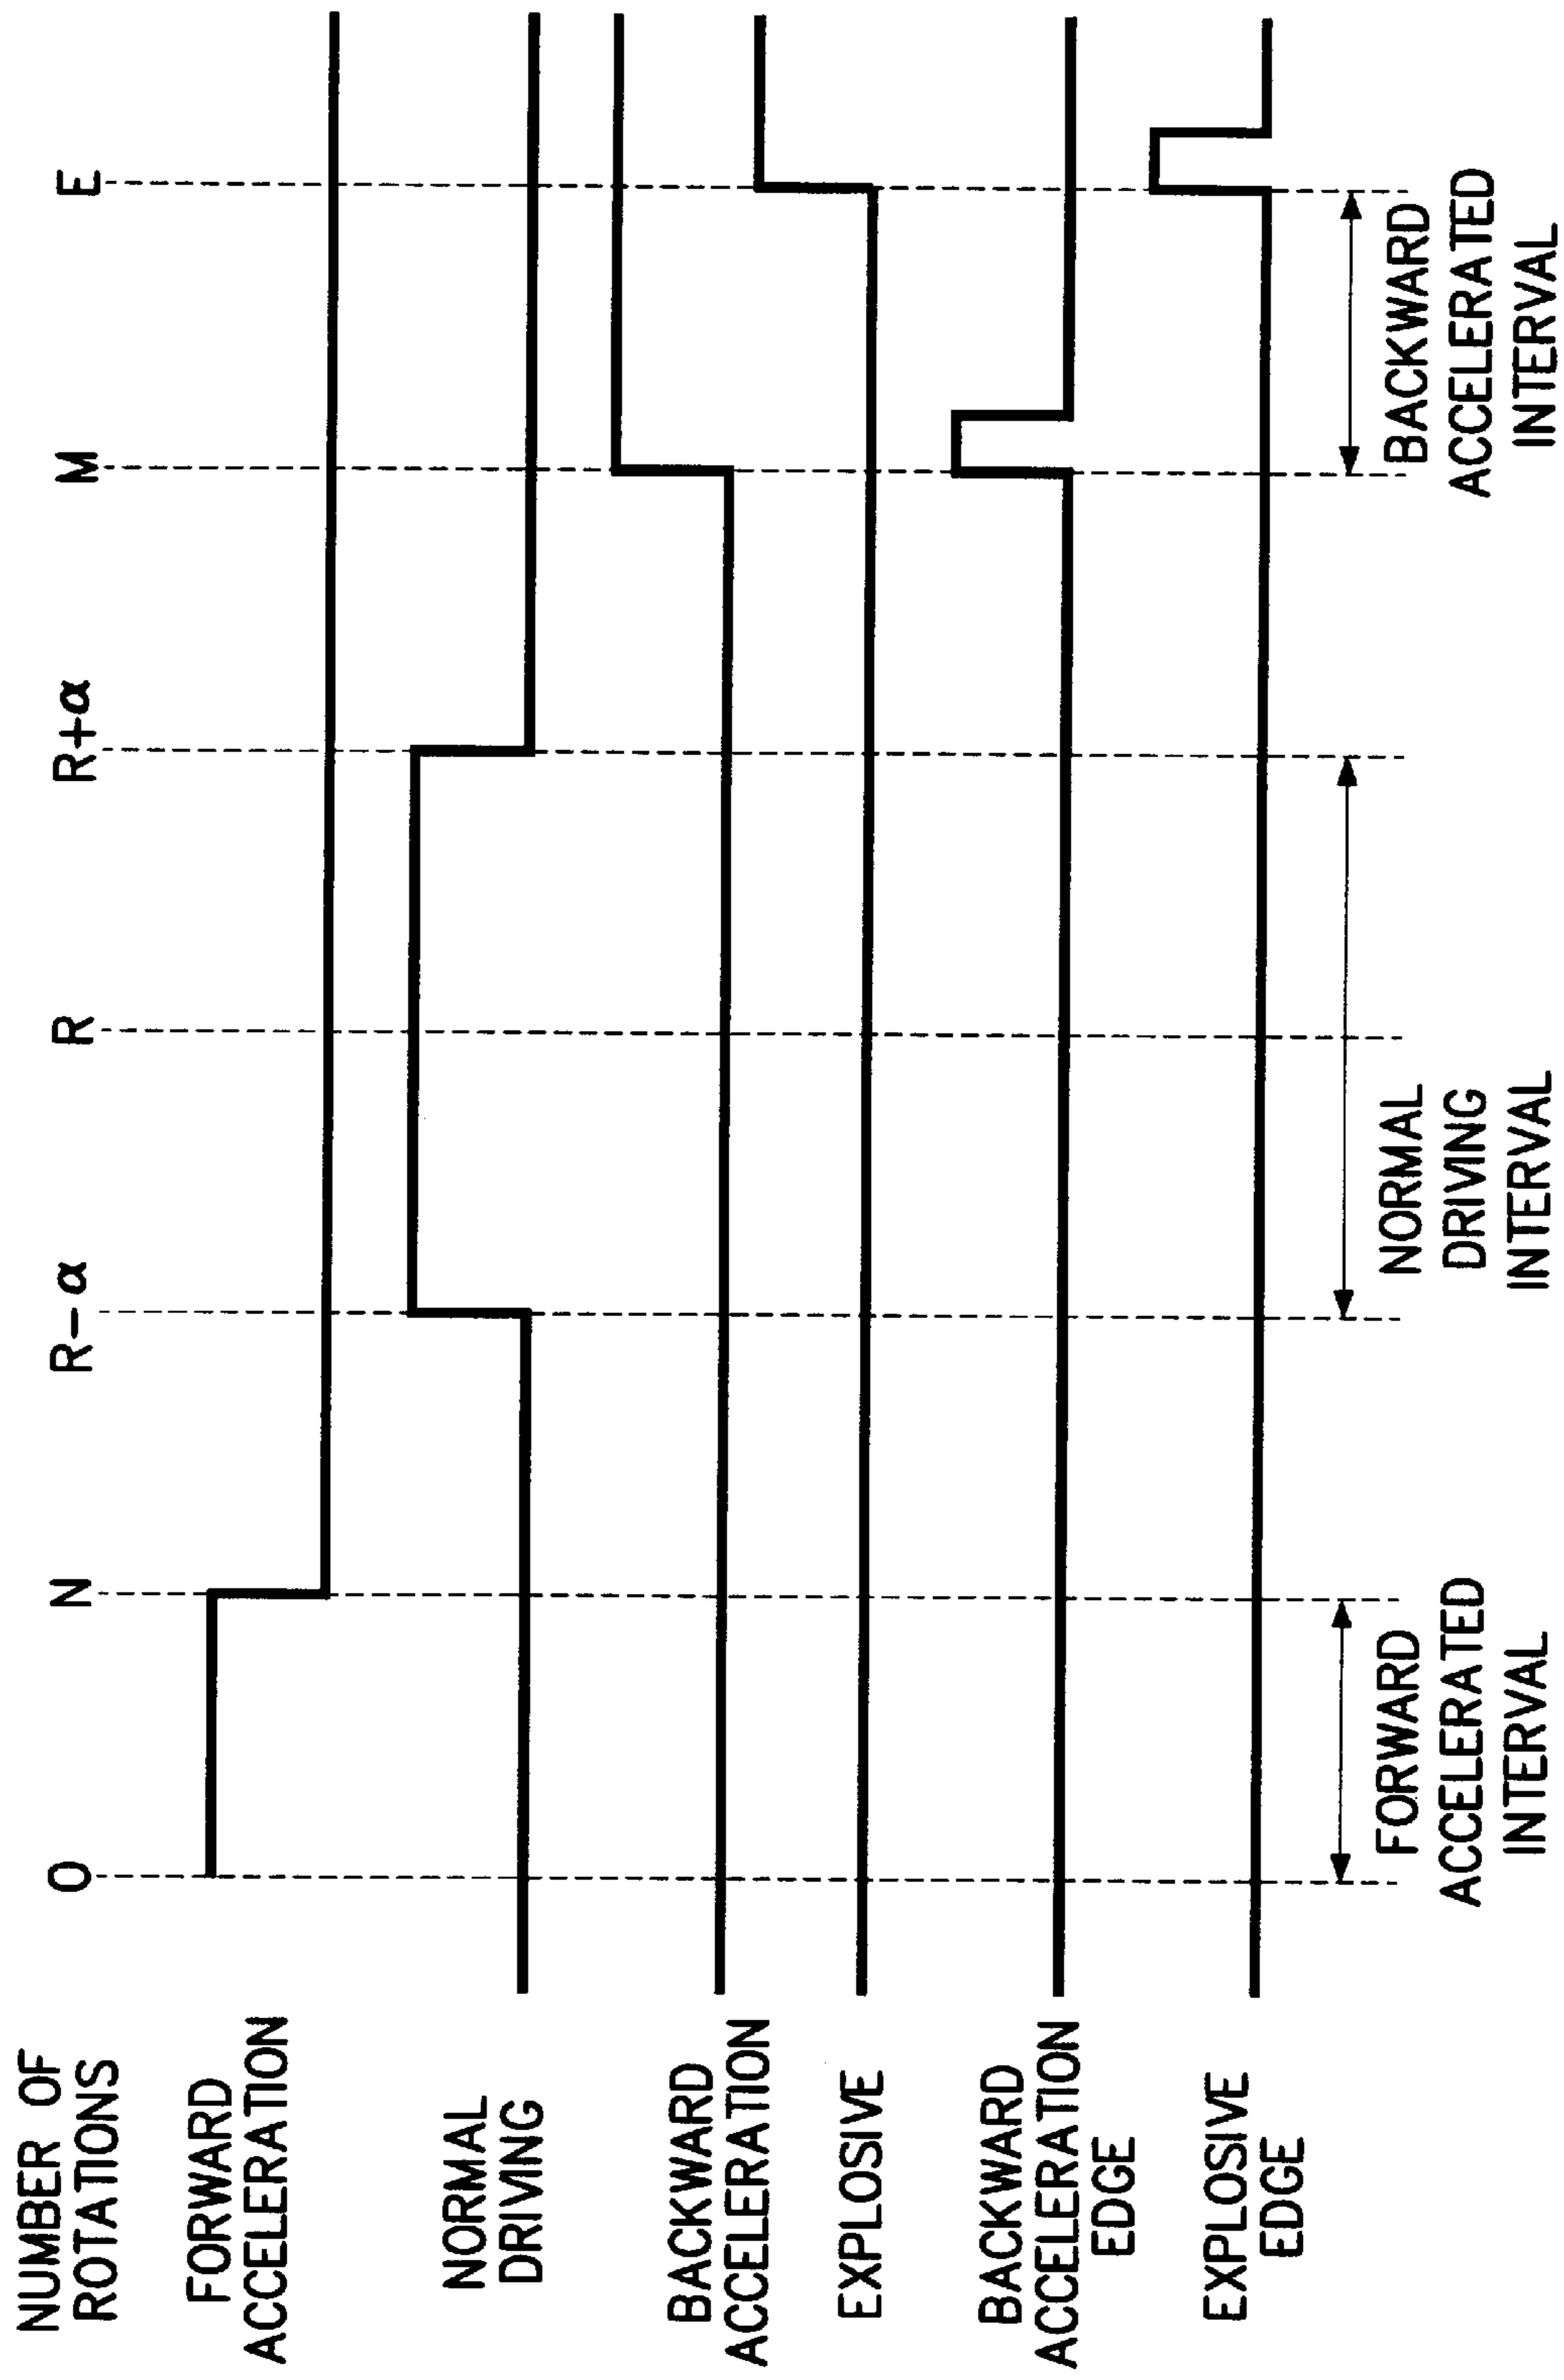 NUMBER OF
ROTATIONS
O
N
R-α
R
R+α
M
E
FORWARD
ACCELERATION
NORMAL
DRIVING
BACKWARD
ACCELERATION
EXPLOSIVE
BACKWARD
ACCELERATION
EDGE
EXPLOSIVE
EDGE
FORWARD
ACCELERATED
INTERVAL
NORMAL
DRIVING
INTERVAL
BACKWARD
ACCELERATED
INTERVAL